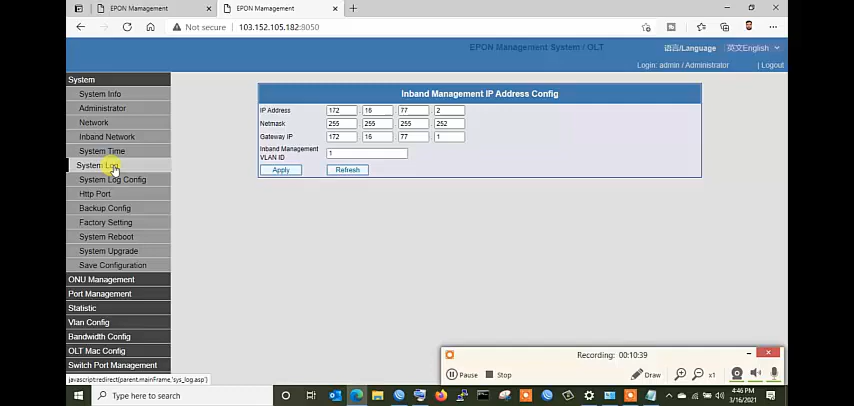 EPON Management
EPON Management
Not secure
103.152.105.182:8050
EPON Management System / OLT
语言/Language
英文English
Login: admin / Administrator
| Logout
System
System Info
Administrator
Network
Inband Network
System Time
System Log
System Log Config
Http Port
Backup Config
Factory Setting
System Reboot
System Upgrade
Save Configuration
ONU Management
Port Management
Statistic
Vlan Config
Bandwidth Config
OLT Mac Config
Switch Port Management
Inband Management IP Address Config
IP Address 172 . 16 . 77 . 2
Netmask 255 . 255 . 255 . 252
Gateway IP 172 . 16 . 77 . 1
Inband Management
VLAN ID 1
Apply Refresh
javascript:redirect(parent.mainFrame,'sys_log.asp')
Recording: 00:10:39
Pause Stop Draw x1
Type here to search
4:46 PM
3/16/2021